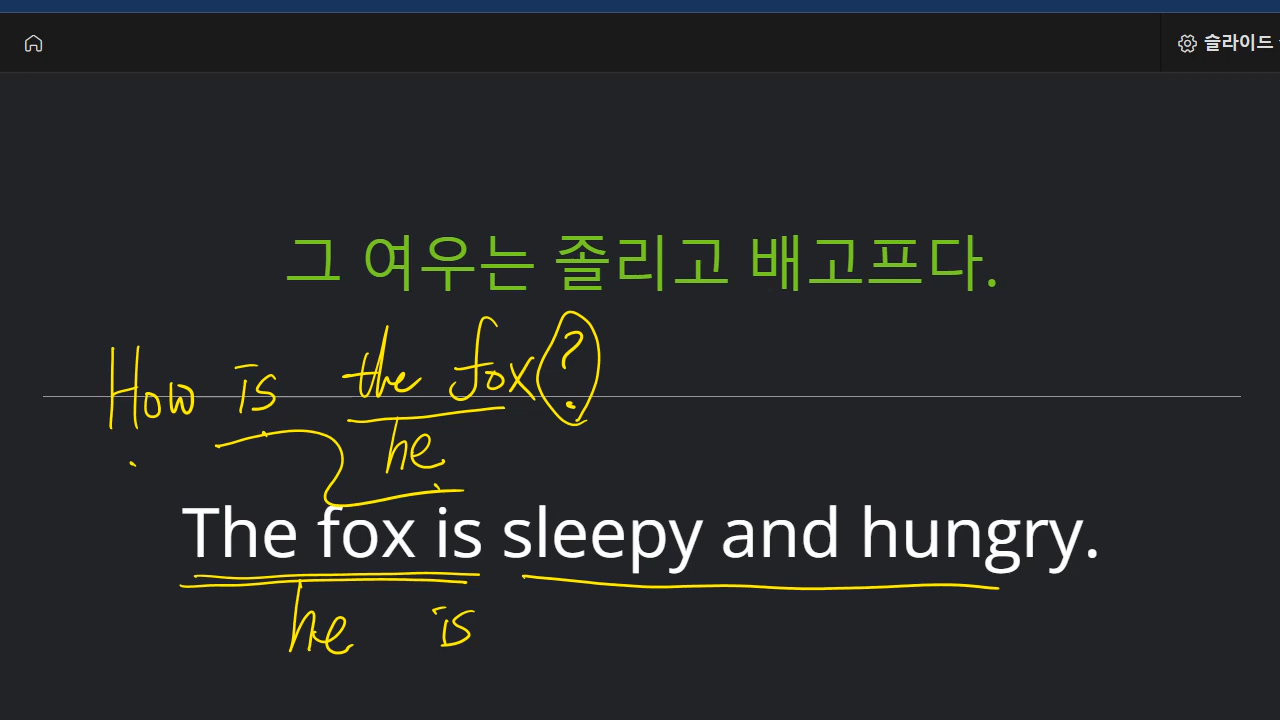 슬라이드
그 여우는 졸리고 배고프다.
How is the fox?
he
The fox is sleepy and hungry.
he is